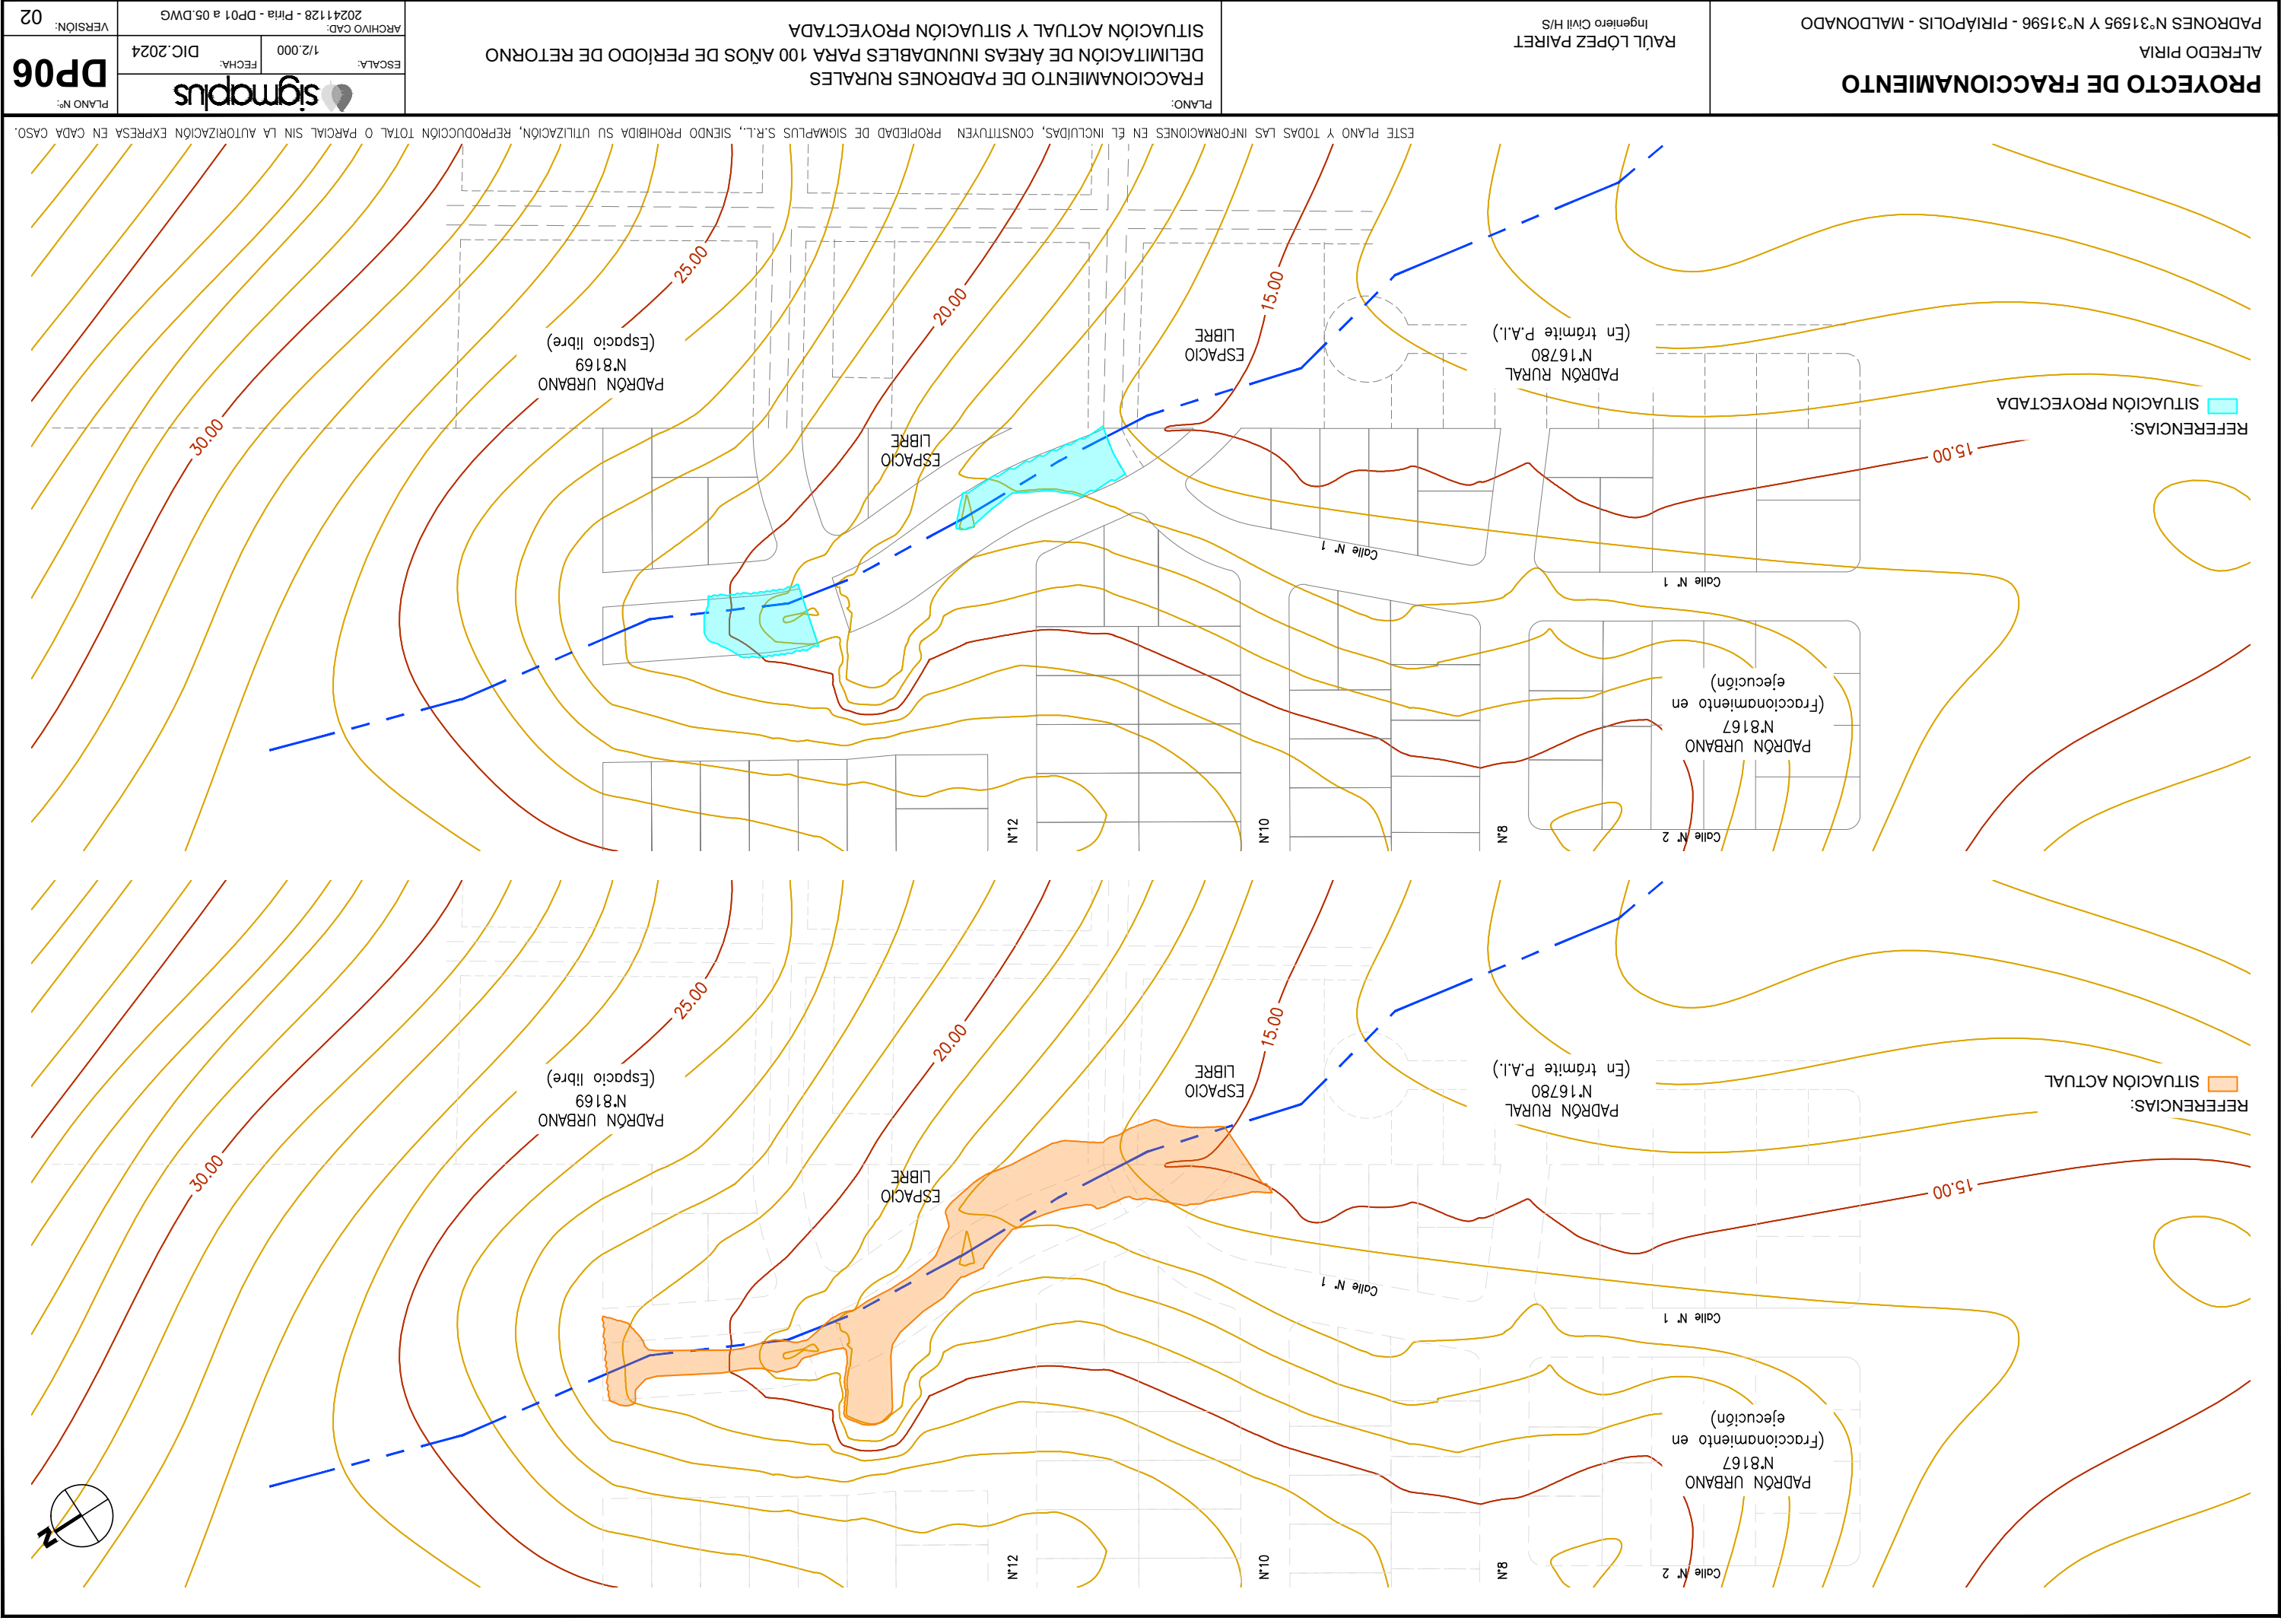 Calle N° 2
N°8
N°10
N°12
N
PADRÓN URBANO
N°8167
(Fraccionamiento en
ejecución)
Calle N° 1
Calle N° 1
15.00
ESPACIO
LIBRE
30.00
REFERENCIAS:
SITUACIÓN ACTUAL
PADRÓN RURAL
N°16780
(En trámite P.A.I.)
ESPACIO
LIBRE
PADRÓN URBANO
N°8169
(Espacio libre)
15.00
20.00
25.00
Calle N° 2
N°8
N°10
N°12
PADRÓN URBANO
N°8167
(Fraccionamiento en
ejecución)
Calle N° 1
Calle N° 1
15.00
ESPACIO
LIBRE
30.00
REFERENCIAS:
SITUACIÓN PROYECTADA
PADRÓN RURAL
N°16780
(En trámite P.A.I.)
ESPACIO
LIBRE
PADRÓN URBANO
N°8169
(Espacio libre)
15.00
20.00
25.00
ESTE PLANO Y TODAS LAS INFORMACIONES EN ÉL INCLUÍDAS, CONSTITUYEN PROPIEDAD DE SIGMAPLUS S.R.L., SIENDO PROHIBIDA SU UTILIZACIÓN, REPRODUCCIÓN TOTAL O PARCIAL SIN LA AUTORIZACIÓN EXPRESA EN CADA CASO.
PROYECTO DE FRACCIONAMIENTO
ALFREDO PIRIA
PADRONES N°31595 Y N°31596 - PIRIÁPOLIS - MALDONADO
RAÚL LÓPEZ PAIRET
Ingeniero Civil H/S
PLANO:
FRACCIONAMIENTO DE PADRONES RURALES
DELIMITACIÓN DE ÁREAS INUNDABLES PARA 100 AÑOS DE PERÍODO DE RETORNO
SITUACIÓN ACTUAL Y SITUACIÓN PROYECTADA
sigmaplus
ESCALA:
1/2.000
FECHA:
DIC.2024
ARCHIVO CAD:
20241128 - Piria - DP01 a 05.DWG
PLANO Nº:
DP06
VERSIÓN:
02